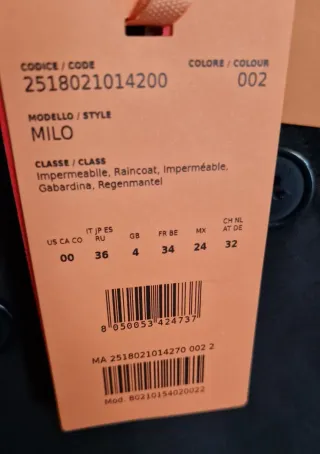 CODICE / CODE COLORE / COLOUR
2518021014200 002
MODELLO / STYLE
MILO
CLASSE / CLASS
Impermeabile, Raincoat, Imperméable,
Gabardina, Regenmantel
US CA CO IT JP ES RU GB FR BE MX CH NL AT DE
00 36 4 34 24 32
8 050053 424737
MA 2518021014270 002 2
Mod. 80210154020022